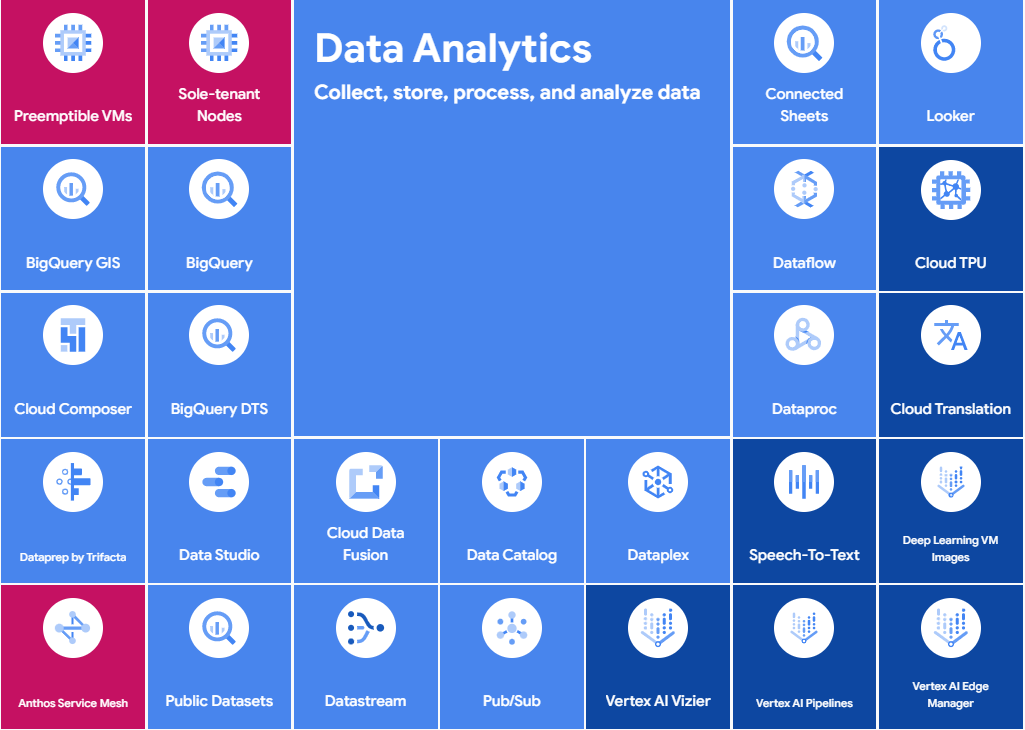 Data Analytics
Collect, store, process, and analyze data
Preemptible VMs
Sole-tenant
Nodes
Connected
Sheets
Looker
BigQuery GIS
BigQuery
Dataflow
Cloud TPU
Cloud Composer
BigQuery DTS
Dataproc
Cloud Translation
Dataprep by Trifacta
Data Studio
Cloud Data
Fusion
Data Catalog
Dataplex
Speech-To-Text
Deep Learning VM
Images
Anthos Service Mesh
Public Datasets
Datastream
Pub/Sub
Vertex AI Vizier
Vertex AI Pipelines
Vertex AI Edge
Manager